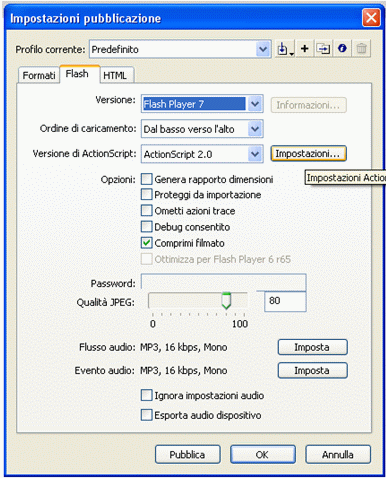 Impostazioni pubblicazione
Profilo corrente: Predefinito
Formati Flash HTML
Versione: Flash Player 7 Informazioni...
Ordine di caricamento: Dal basso verso l'alto
Versione di ActionScript: ActionScript 2.0 Impostazioni...
Impostazioni Actio
Opzioni: Genera rapporto dimensioni
Proteggi da importazione
Ometti azioni trace
Debug consentito
Comprimi filmato
Ottimizza per Flash Player 6 r65
Password:
Qualità JPEG: 80
0 100
Flusso audio: MP3, 16 kbps, Mono Imposta
Evento audio: MP3, 16 kbps, Mono Imposta
Ignora impostazioni audio
Esporta audio dispositivo
Pubblica OK Annulla